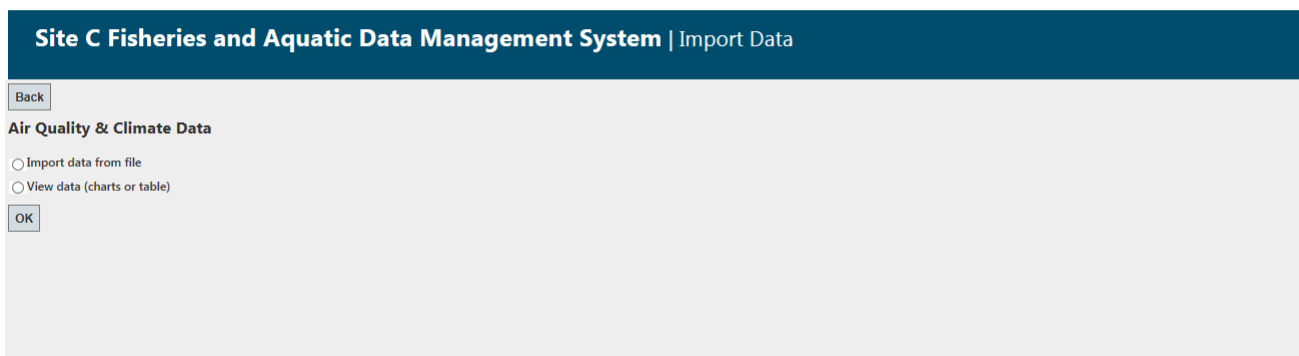 Site C Fisheries and Aquatic Data Management System | Import Data
Back
Air Quality & Climate Data
Import data from file
View data (charts or table)
OK